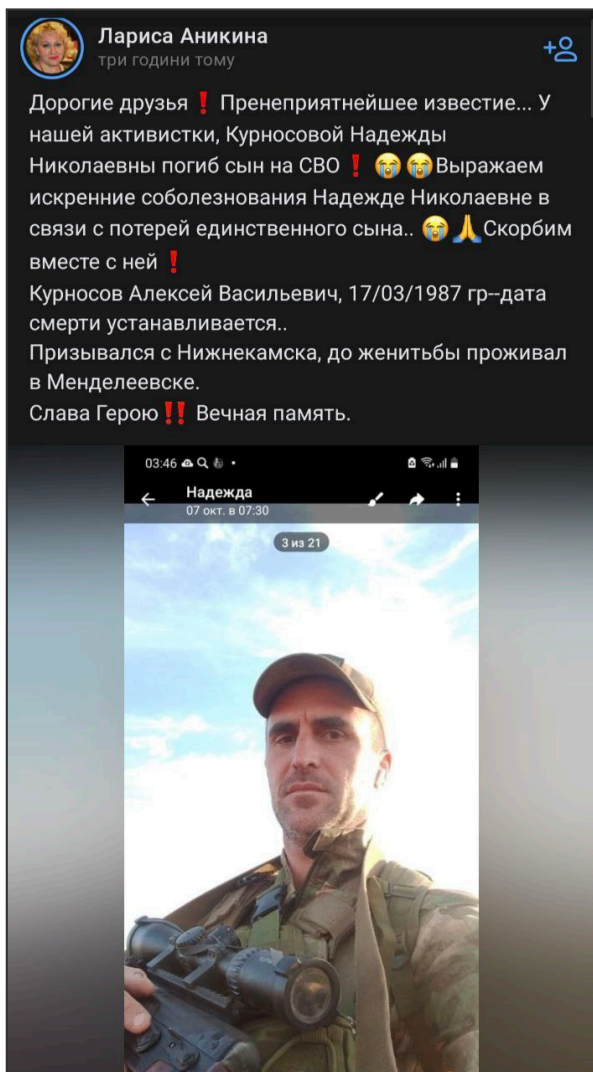 Лариса Аникина
три години тому
Дорогие друзья❗ Пренеприятнейшее известие... У
нашей активистки, Курносовой Надежды
Николаевны погиб сын на СВО❗😭😭Выражаем
искренние соболезнования Надежде Николаевне в
связи с потерей единственного сына..😭🙏Скорбим
вместе с ней❗
Курносов Алексей Васильевич, 17/03/1987 гр--дата
смерти устанавливается..
Призывался с Нижнекамска, до женитьбы проживал
в Менделеевске.
Слава Герою‼️ Вечная память.
03:46
Надежда
07 окт. в 07:30
3 из 21